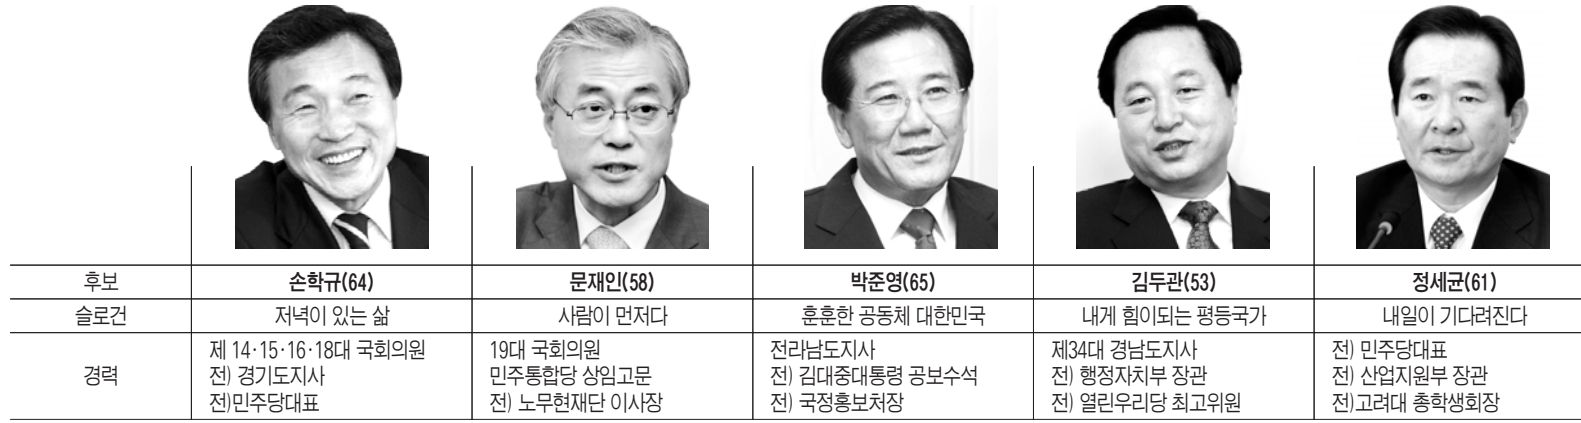 후보 손학규(64) 문재인(58) 박준영(65) 김두관(53) 정세균(61)
슬로건 저녁이 있는 삶 사람이 먼저다 훈훈한 공동체 대한민국 내게 힘이되는 평등국가 내일이 기다려진다
제 14·15·16·18대 국회의원 19대 국회의원 전라남도지사 제34대 경남도지사 전) 민주당대표
경력 전) 경기도지사 민주통합당 상임고문 전) 김대중대통령 공보수석 전) 행정자치부 장관 전) 산업지원부 장관
전)민주당대표 전) 노무현재단 이사장 전) 국정홍보처장 전) 열린우리당 최고위원 전)고려대 총학생회장